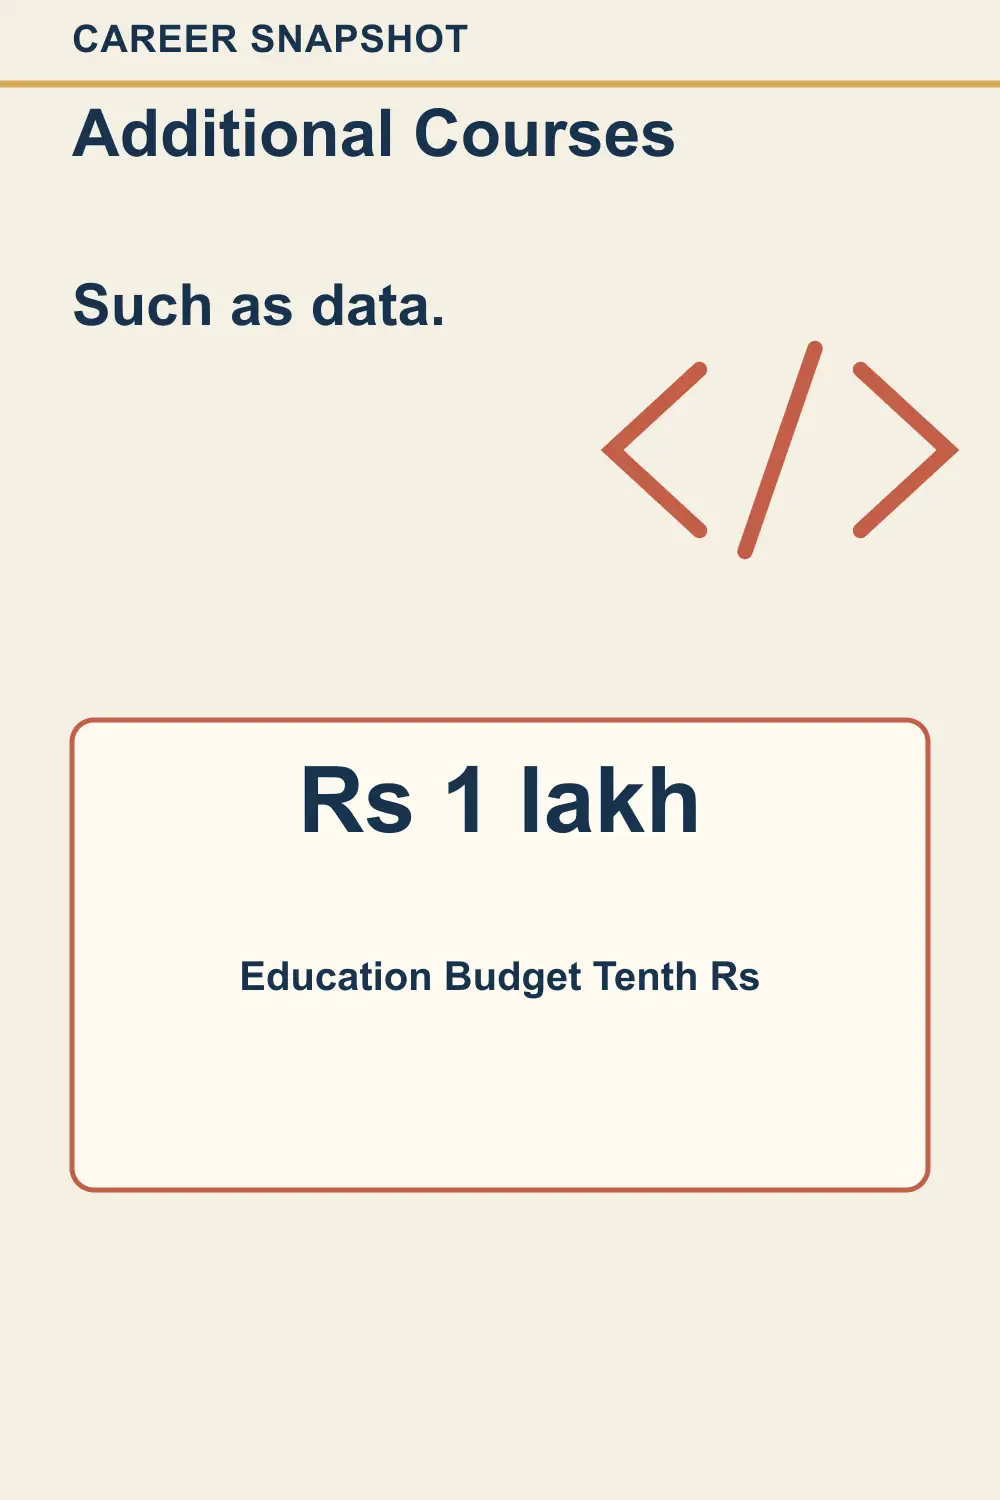 CAREER SNAPSHOT
Additional Courses
Such as data.
Rs 1 lakh
Education Budget Tenth Rs